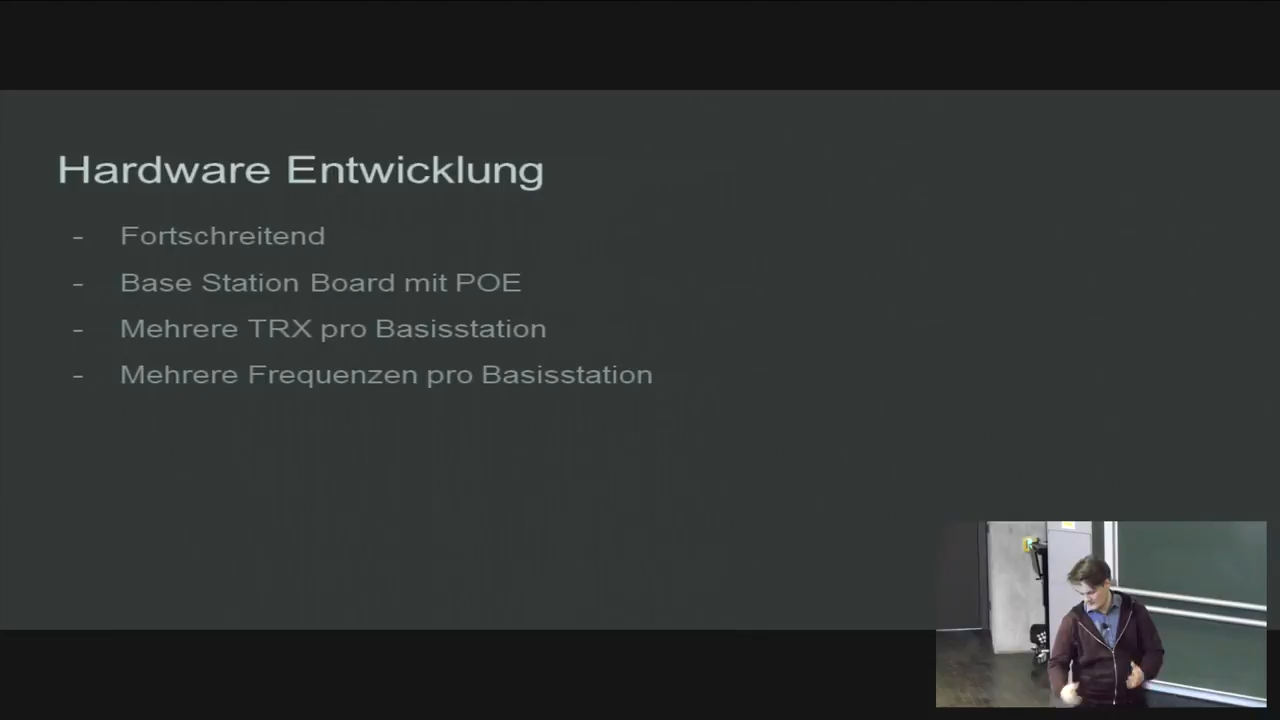 Hardware Entwicklung
- Fortschreitend
- Base Station Board mit POE
- Mehrere TRX pro Basisstation
- Mehrere Frequenzen pro Basisstation